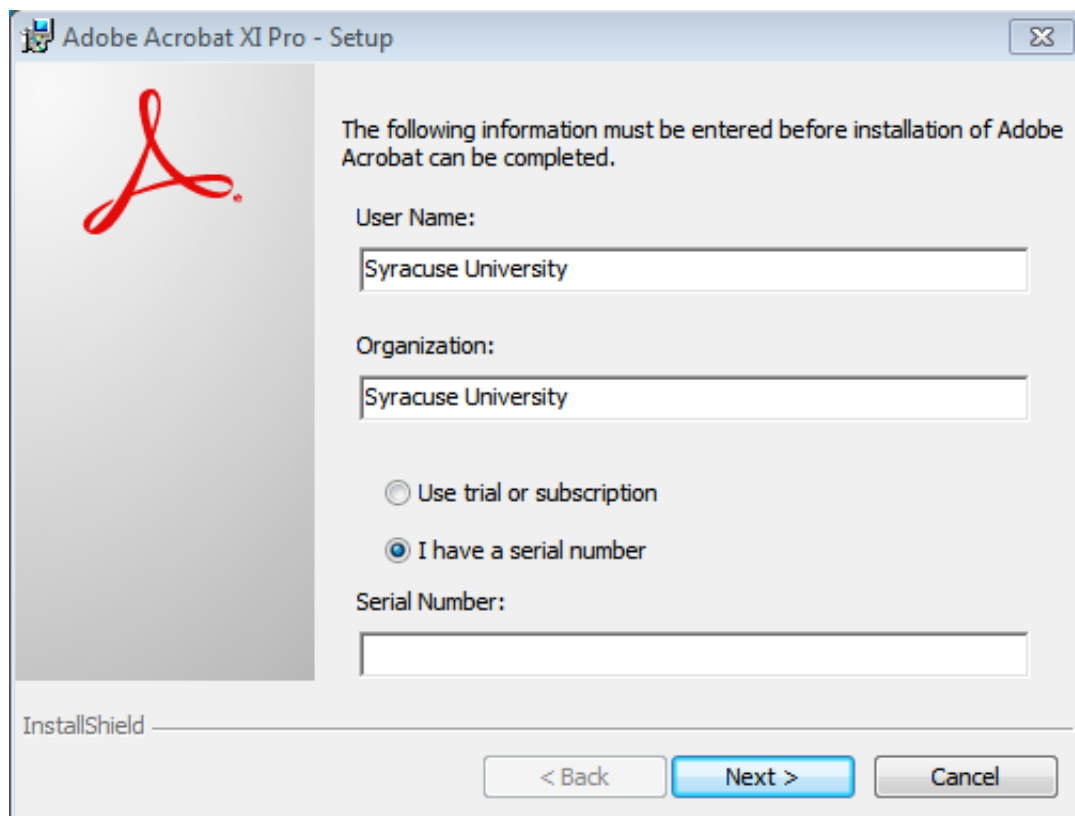 Adobe Acrobat XI Pro - Setup
The following information must be entered before installation of Adobe
Acrobat can be completed.
User Name:
Syracuse University
Organization:
Syracuse University
Use trial or subscription
I have a serial number
Serial Number:
InstallShield
< Back
Next >
Cancel